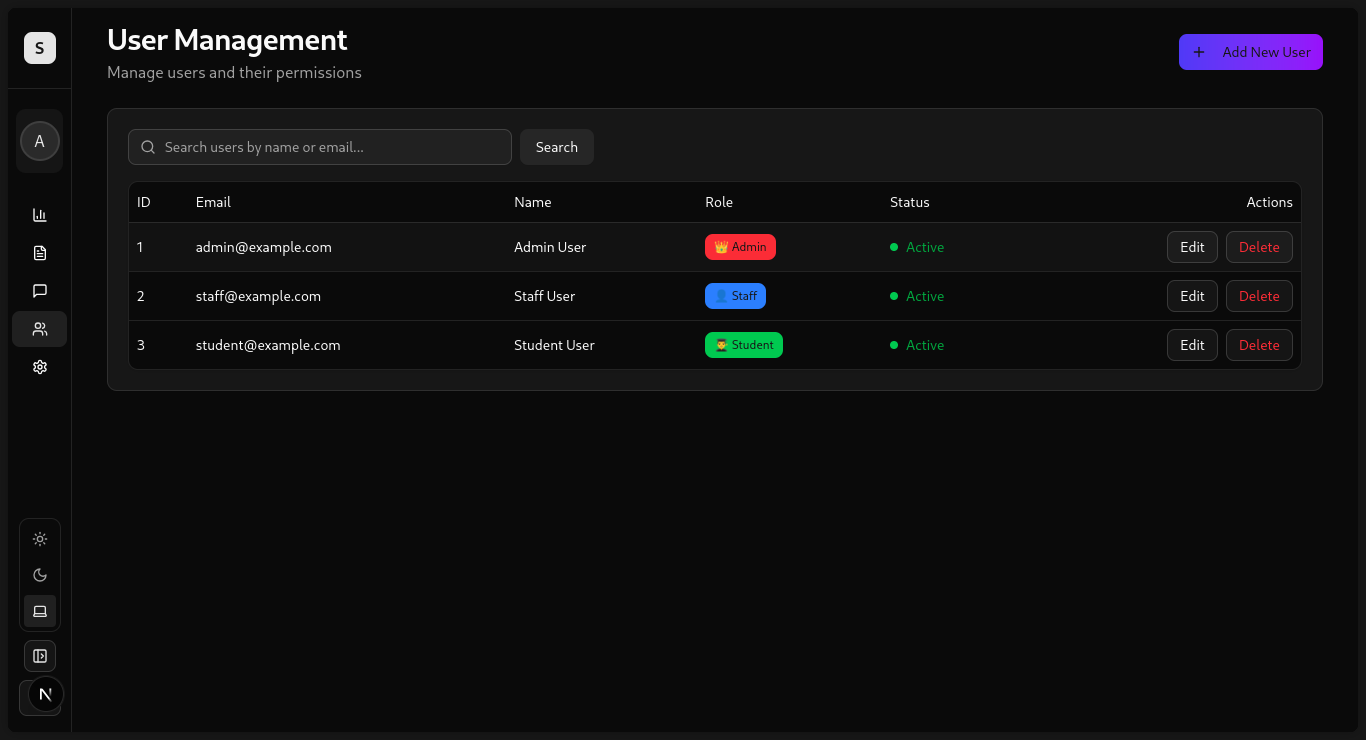 S
User Management
Manage users and their permissions
+ Add New User
A
Search users by name or email...
Search
ID Email Name Role Status Actions
1 admin@example.com Admin User 👑 Admin Active Edit Delete
2 staff@example.com Staff User 👤 Staff Active Edit Delete
3 student@example.com Student User 👨‍🎓 Student Active Edit Delete
N